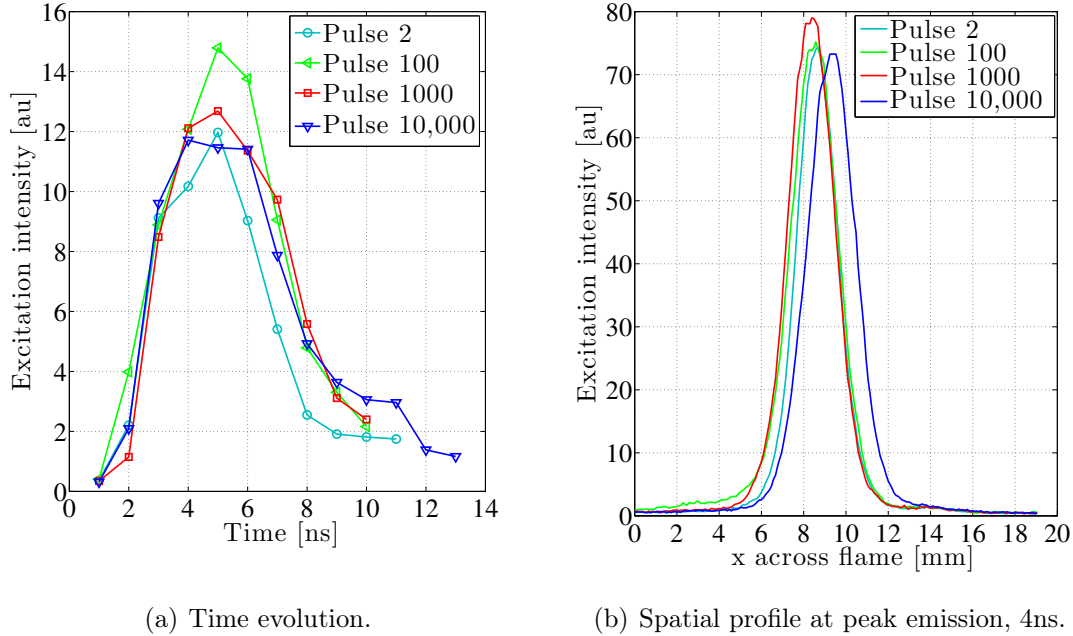 Excitation intensity [au]
16
14
12
10
8
6
4
2
0
0 2 4 6 8 10 12 14
Time [ns]
Pulse 2
Pulse 100
Pulse 1000
Pulse 10,000
(a) Time evolution.
Excitation intensity [au]
80
70
60
50
40
30
20
10
0
0 2 4 6 8 10 12 14 16 18 20
x across flame [mm]
Pulse 2
Pulse 100
Pulse 1000
Pulse 10,000
(b) Spatial profile at peak emission, 4ns.